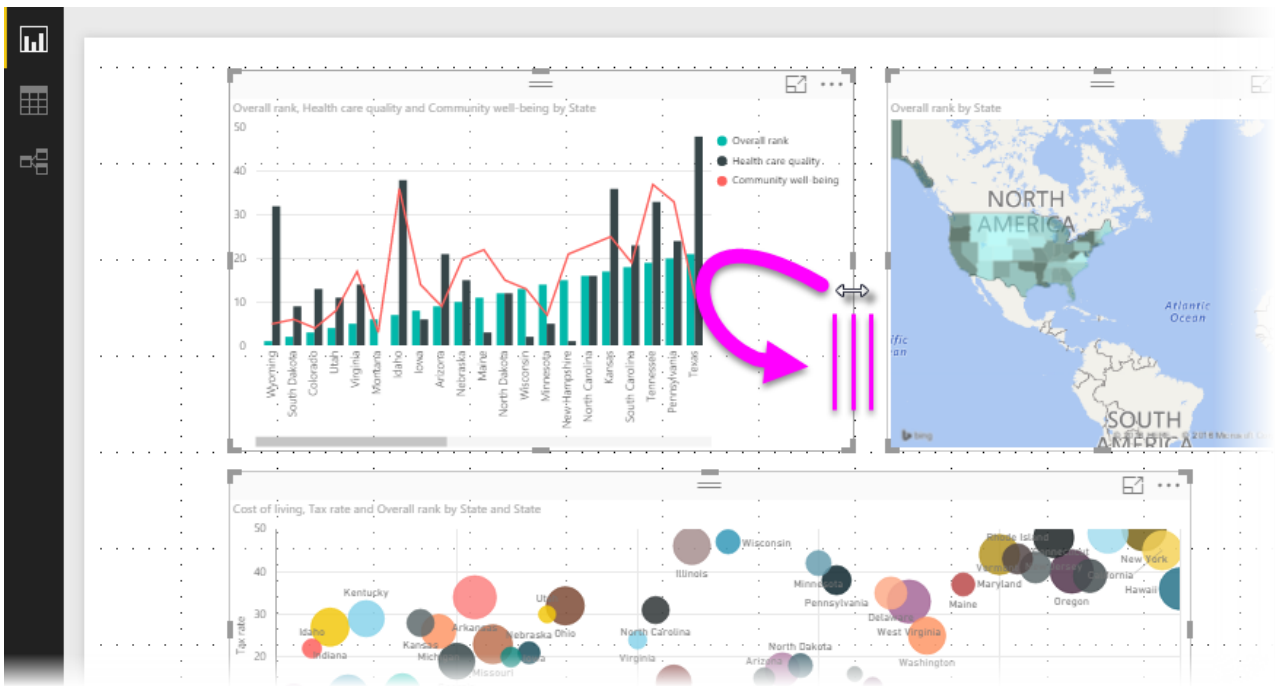 Overall rank, Health care quality and Community well-being by State
50
40
30
20
10
0
Overall rank
Health care quality
Community well-being
Wyoming
South Dakota
Colorado
Utah
Virginia
Montana
Idaho
Iowa
Arizona
Nebraska
Maine
North Dakota
Wisconsin
Minnesota
New Hampshire
North Carolina
Kansas
South Carolina
Tennessee
Pennsylvania
Texas
Overall rank by State
NORTH
AMERICA
Atlantic
Ocean
SOUTH
AMERICA
bing
Cost of living, Tax rate and Overall rank by State and State
Tax rate
50
40
30
20
Rhode Island
Wisconsin
Illinois
New York
Minnesota
Maryland
California
Hawaii
Kentucky
Pennsylvania
Maine
Oregon
Delaware
Idaho
Arkansas
Nebraska
Ohio
North Carolina
West Virginia
Kansas
Indiana
Virginia
Washington
North Dakota
Arizona
Missouri